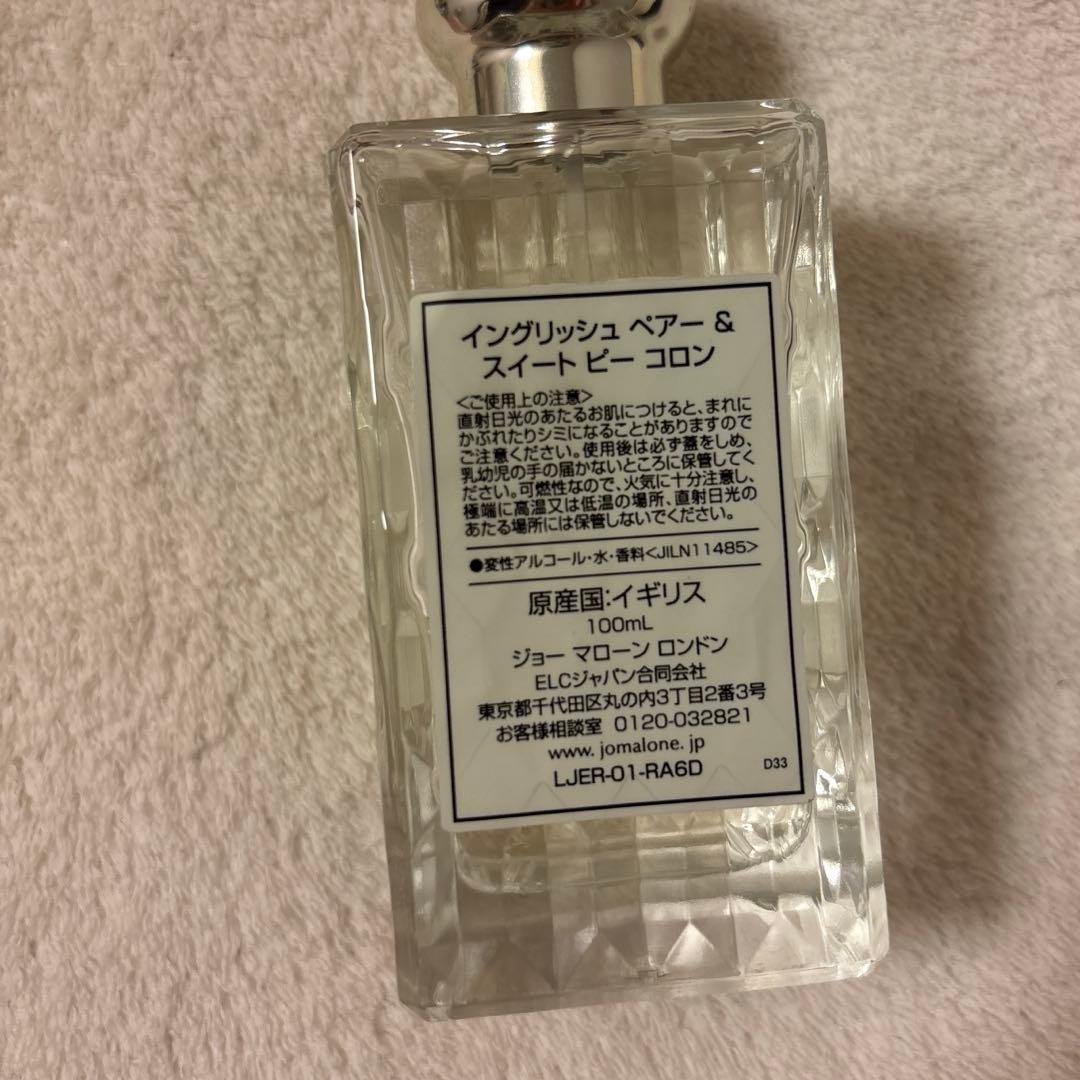 イングリッシュ ペアー &
スイート ピー コロン
<ご使用上の注意>
直射日光のあたるお肌につけると、まれに
かぶれたりシミになることがありますので
ご注意ください。使用後は必ず蓋をしめ、
乳幼児の手の届かないところに保管してく
ださい。可燃性なので、火気に十分注意し、
極端に高温又は低温の場所、直射日光の
あたる場所には保管しないでください。
●変性アルコール・水・香料<JILN11485>
原産国:イギリス
100mL
ジョー マローン ロンドン
ELCジャパン合同会社
東京都千代田区丸の内3丁目2番3号
お客様相談室 0120-032821
www. jomalone. jp
LJER-01-RA6D D33